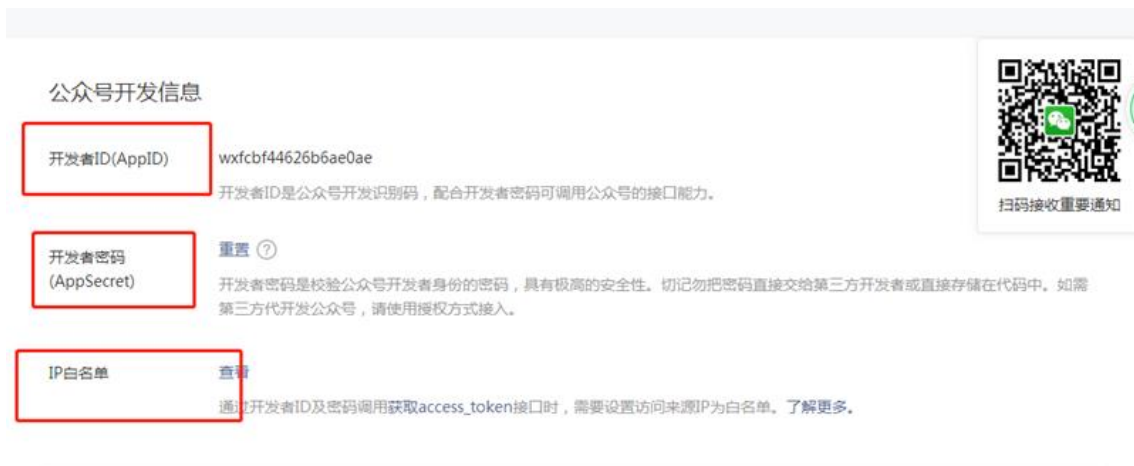 公众号开发信息
开发者ID(AppID)
wxfcbf44626b6ae0ae
开发者ID是公众号开发识别码，配合开发者密码可调用公众号的接口能力。
扫码接收重要通知
开发者密码
(AppSecret)
重置 ?
开发者密码是校验公众号开发者身份的密码，具有极高的安全性。切记勿把密码直接交给第三方开发者或直接存储在代码中。如需
第三方代开发公众号，请使用授权方式接入。
IP白名单
查看
通过开发者ID及密码调用获取access_token接口时，需要设置访问来源IP为白名单。了解更多。